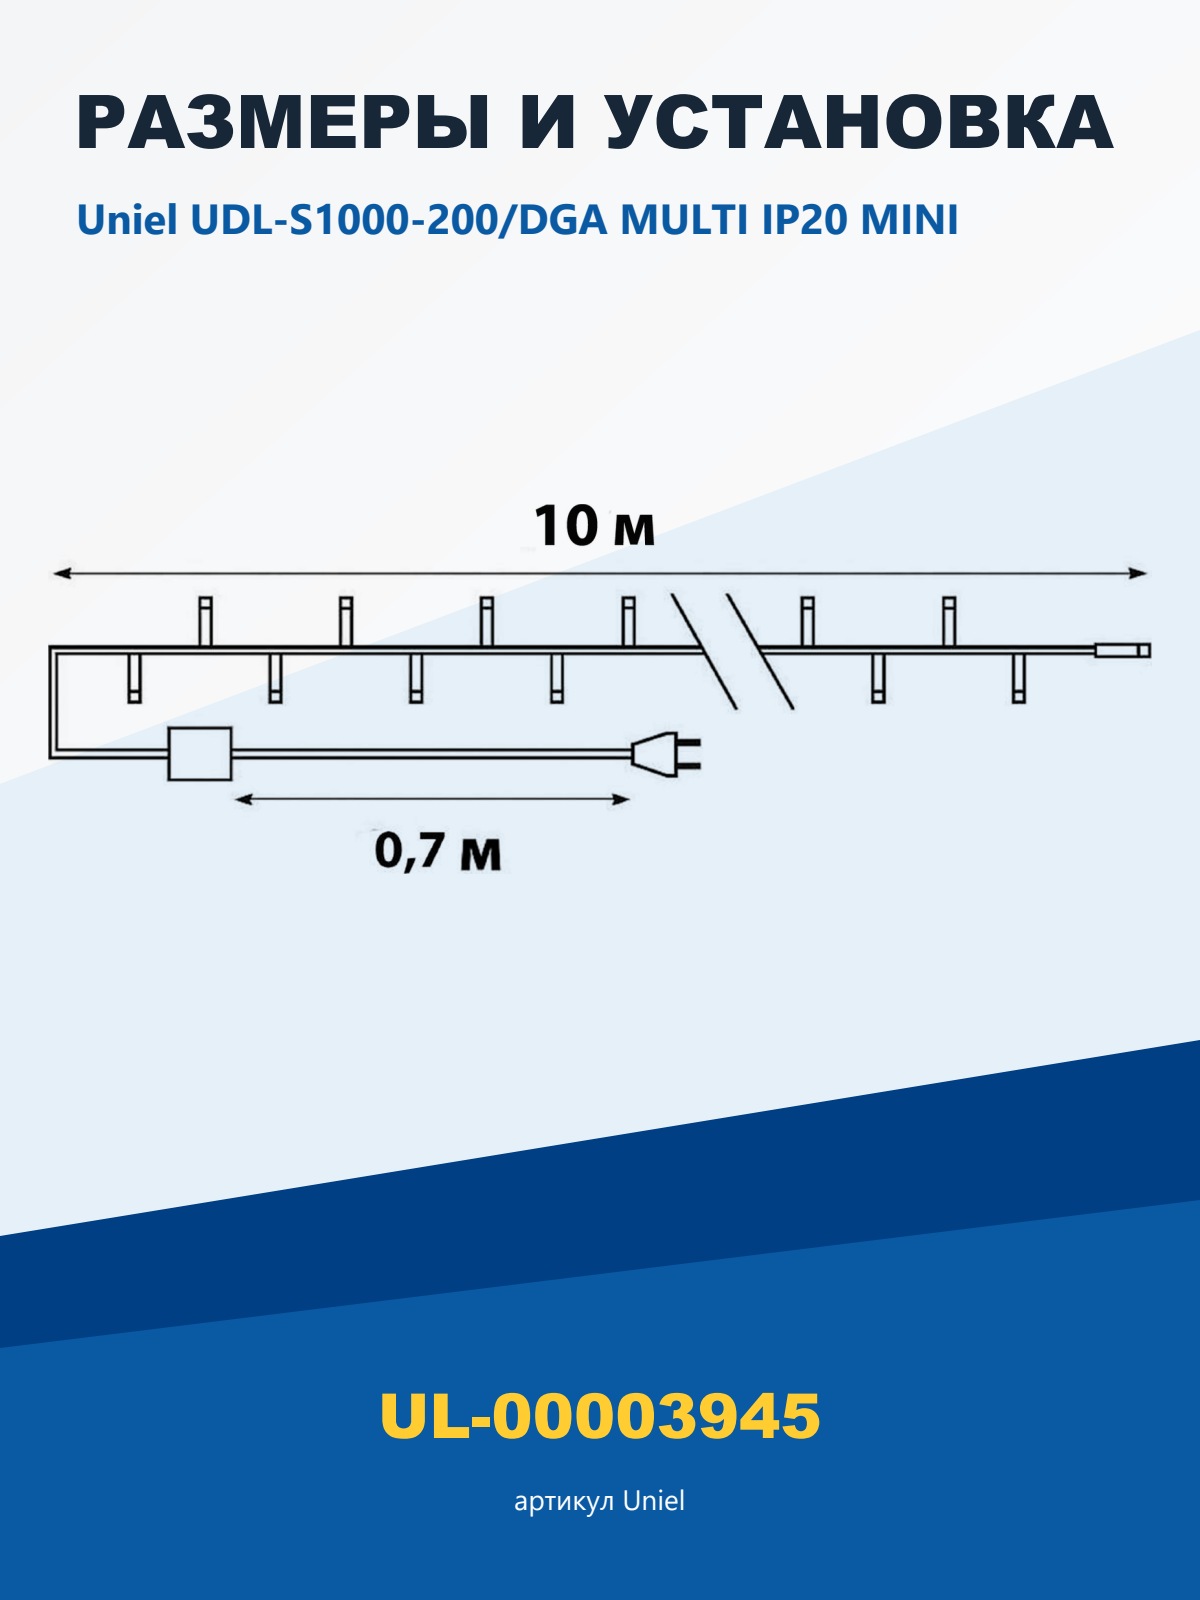 РАЗМЕРЫ И УСТАНОВКА
Uniel UDL-S1000-200/DGA MULTI IP20 MINI
10 м
0,7 м
UL-00003945
артикул Uniel